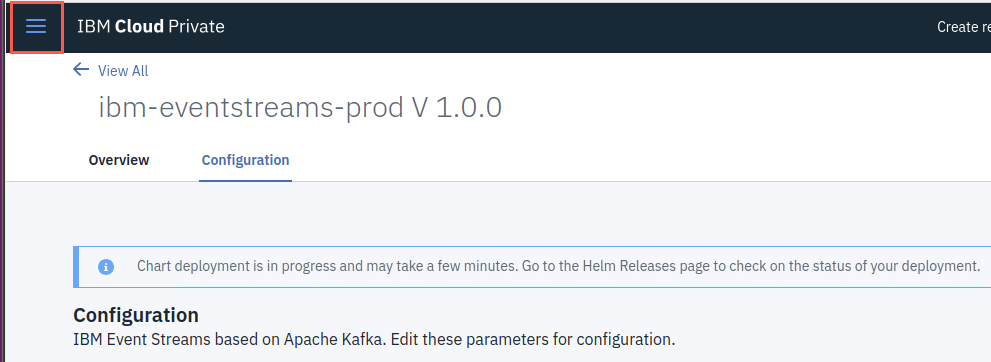 IBM Cloud Private
Create re
View All
ibm-eventstreams-prod V 1.0.0
Overview Configuration
Chart deployment is in progress and may take a few minutes. Go to the Helm Releases page to check on the status of your deployment.
Configuration
IBM Event Streams based on Apache Kafka. Edit these parameters for configuration.